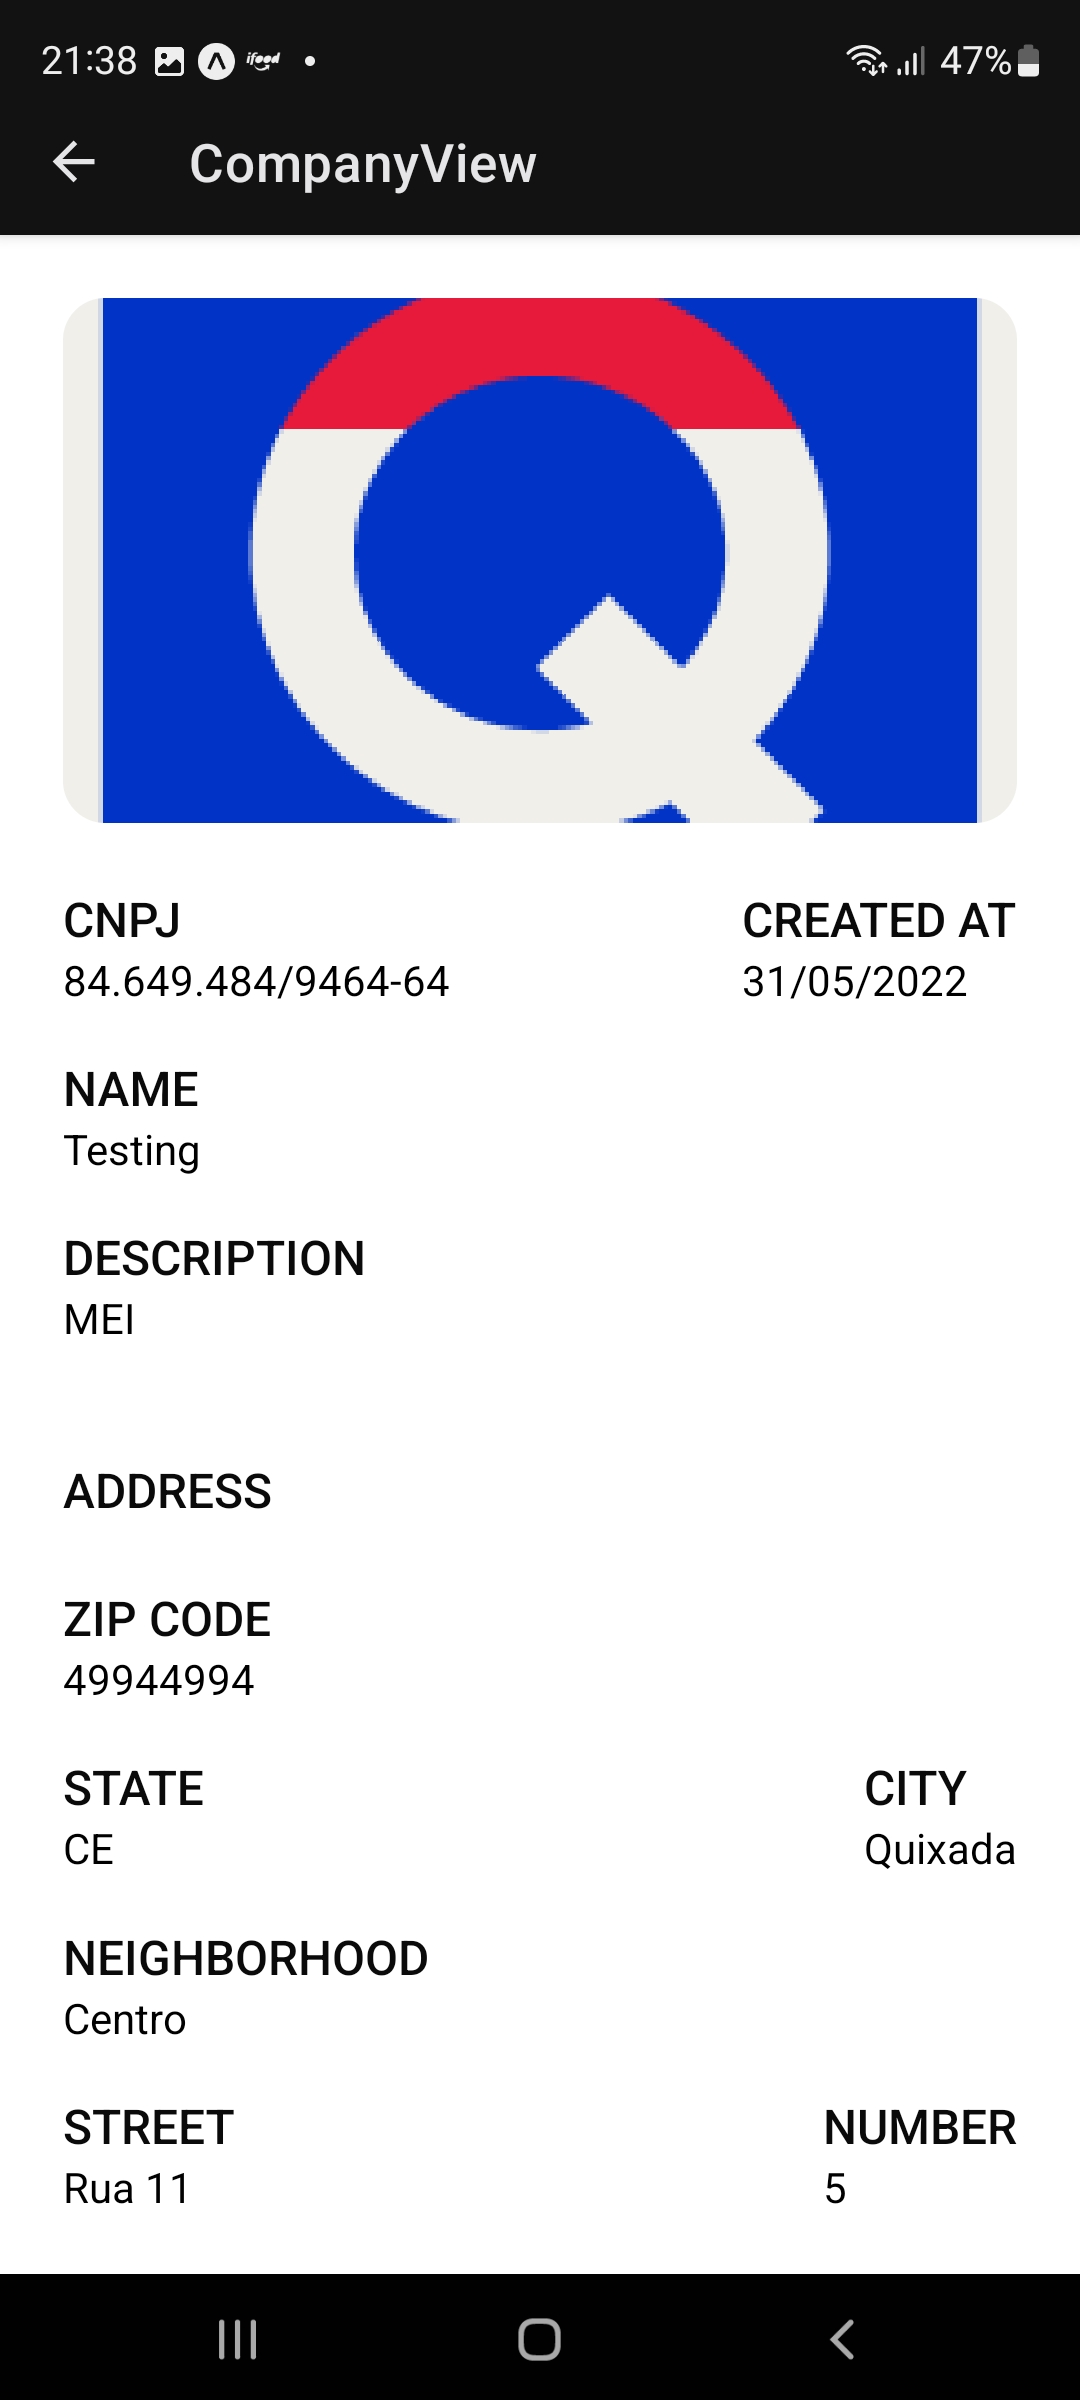 21:38 ifood 47%
CompanyView
Q
CNPJ CREATED AT
84.649.484/9464-64 31/05/2022
NAME
Testing
DESCRIPTION
MEI
ADDRESS
ZIP CODE
49944994
STATE CITY
CE Quixada
NEIGHBORHOOD
Centro
STREET NUMBER
Rua 11 5